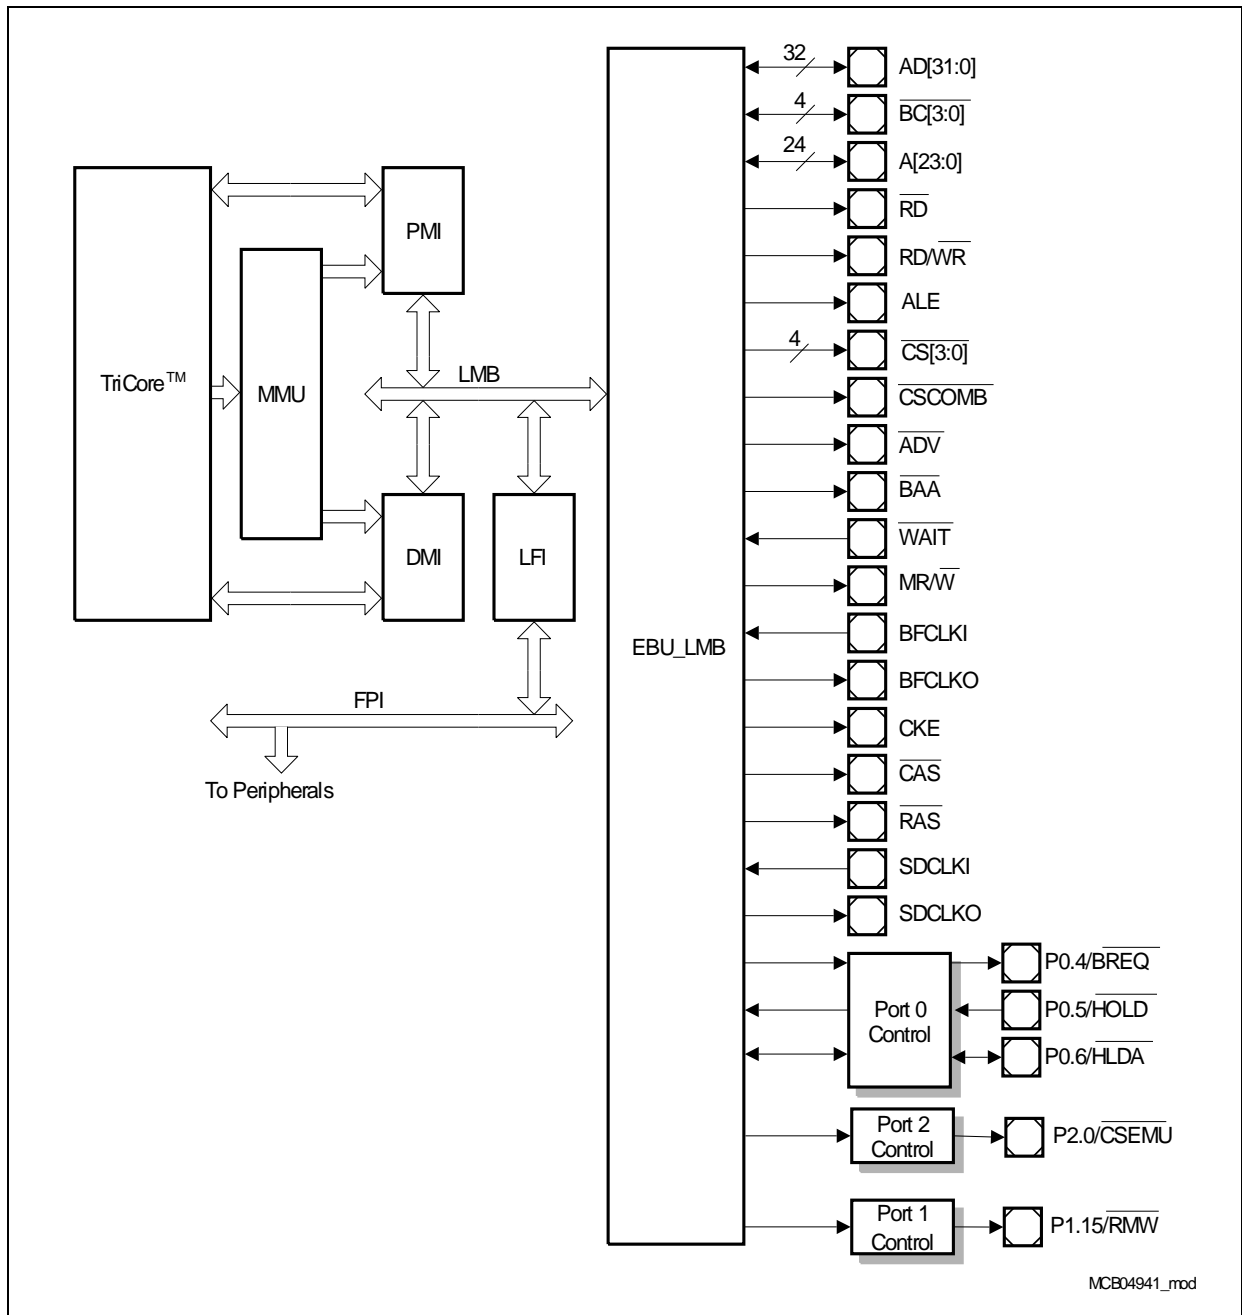 32
AD[31:0]
4
BC[3:0]
24
A[23:0]
RD
RD/WR
ALE
4
CS[3:0]
CSCOMB
ADV
BAA
WAIT
MR/W
BFCLKI
BFCLKO
CKE
CAS
RAS
SDCLKI
SDCLKO
PMI
TriCore™
MMU
LMB
DMI
LFI
EBU_LMB
FPI
To Peripherals
Port 0
Control
P0.4/BREQ
P0.5/HOLD
P0.6/HLDA
Port 2
Control
P2.0/CSEMU
Port 1
Control
P1.15/RMW
MCB04941_mod